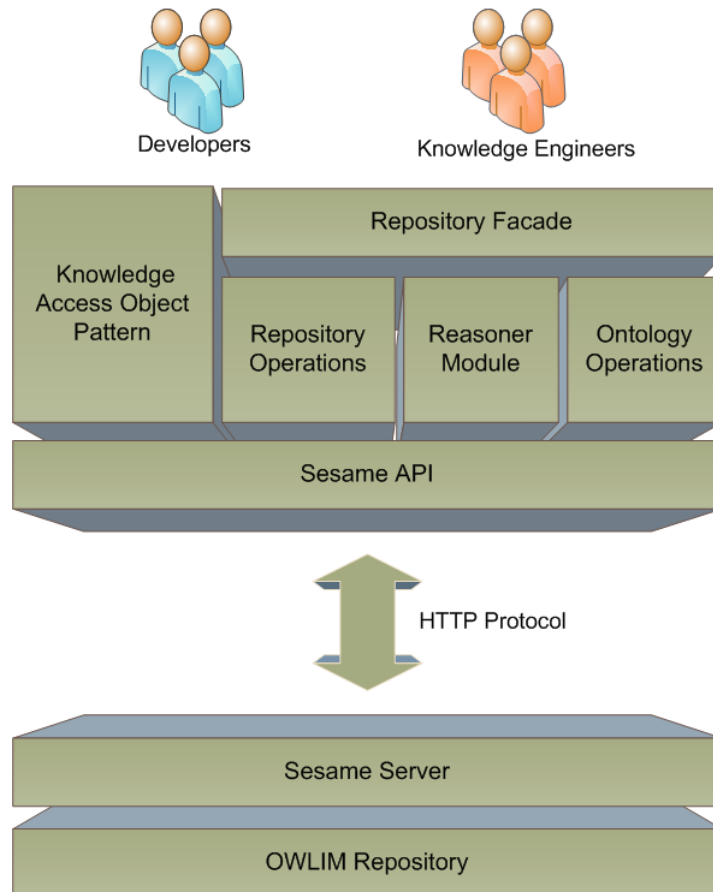 Developers
Knowledge Engineers
Knowledge
Access Object
Pattern
Repository Facade
Repository
Operations
Reasoner
Module
Ontology
Operations
Sesame API
HTTP Protocol
Sesame Server
OWLIM Repository